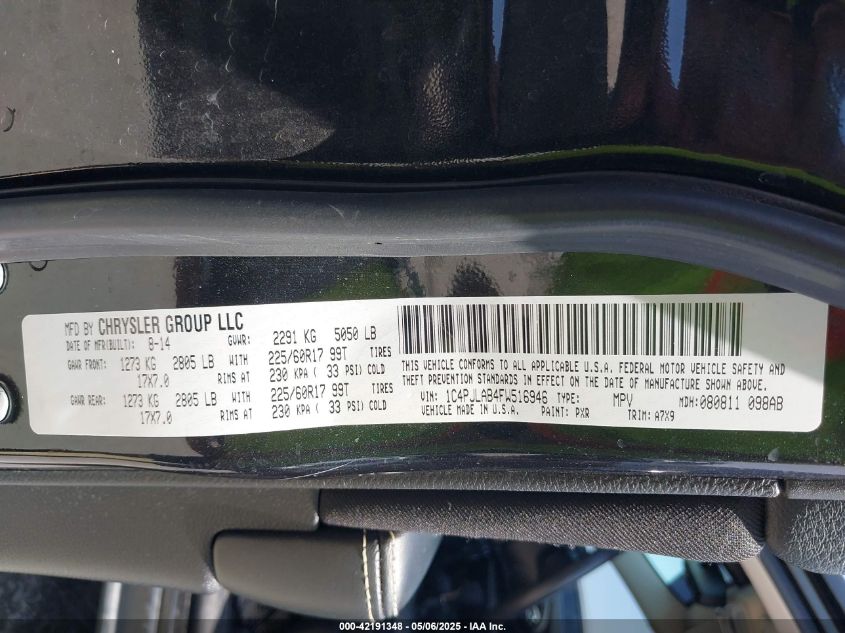 MFD BY CHRYSLER GROUP LLC
DATE OF MFR(BUILT): 8-14 GVWR: 2291 KG 5050 LB
GAWR FRONT: 1273 KG 2805 LB WITH 225/60R17 99T TIRES
17X7.0 RIMS AT 230 KPA ( 33 PSI) COLD
GAWR REAR: 1273 KG 2805 LB WITH 225/60R17 99T TIRES
17X7.0 RIMS AT 230 KPA ( 33 PSI) COLD
THIS VEHICLE CONFORMS TO ALL APPLICABLE U.S.A. FEDERAL MOTOR VEHICLE SAFETY AND
THEFT PREVENTION STANDARDS IN EFFECT ON THE DATE OF MANUFACTURE SHOWN ABOVE.
VIN: 1C4PJLAB4FW516946 TYPE: MPV MDH: 080811 098AB
VEHICLE MADE IN U.S.A. PAINT: PXR TRIM: A7X9
000-42191348 - 05/06/2025 - IAA Inc.